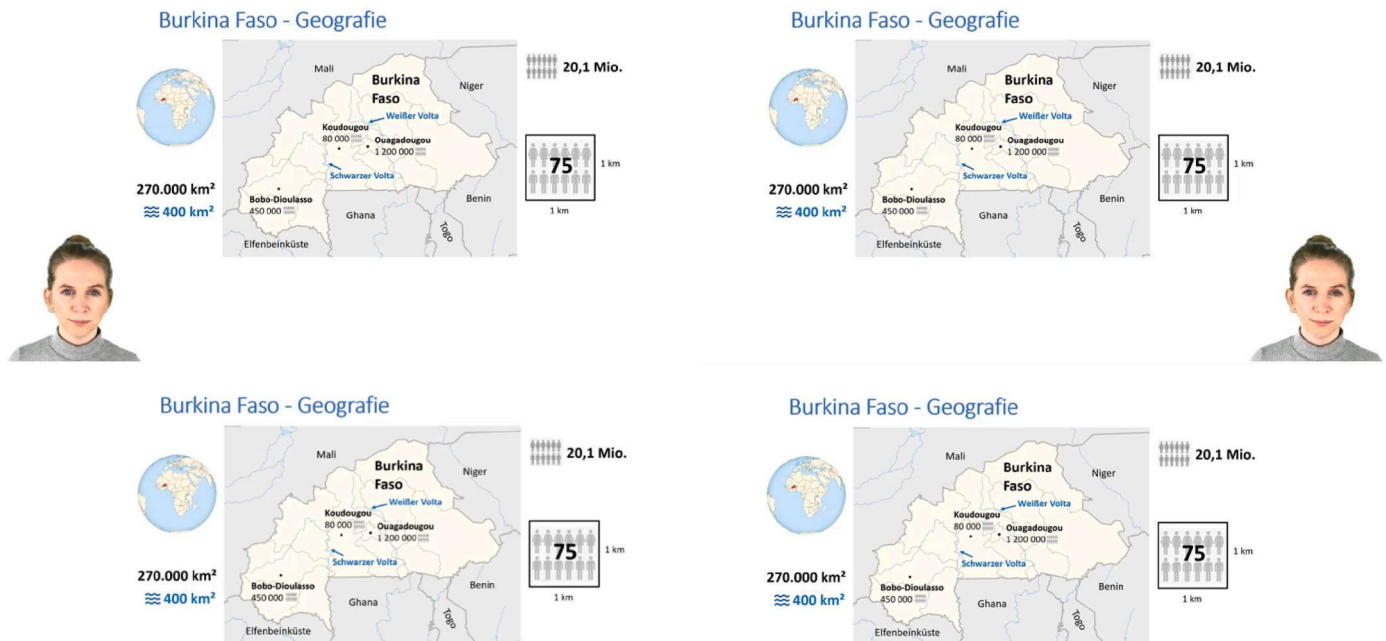 Burkina Faso - Geografie
Mali
Burkina
Faso
Niger
20,1 Mio.
Weißer Volta
Koudougou
80 000
Ouagadougou
1 200 000
75
1 km
Schwarzer Volta
270.000 km²
400 km²
Bobo-Dioulasso
450 000
Ghana
Benin
Togo
1 km
Elfenbeinküste
Burkina Faso - Geografie
Mali
Burkina
Faso
Niger
20,1 Mio.
Weißer Volta
Koudougou
80 000
Ouagadougou
1 200 000
75
1 km
Schwarzer Volta
270.000 km²
400 km²
Bobo-Dioulasso
450 000
Ghana
Benin
Togo
1 km
Elfenbeinküste
Burkina Faso - Geografie
Mali
Burkina
Faso
Niger
20,1 Mio.
Weißer Volta
Koudougou
80 000
Ouagadougou
1 200 000
75
1 km
Schwarzer Volta
270.000 km²
400 km²
Bobo-Dioulasso
450 000
Ghana
Benin
Togo
1 km
Elfenbeinküste
Burkina Faso - Geografie
Mali
Burkina
Faso
Niger
20,1 Mio.
Weißer Volta
Koudougou
80 000
Ouagadougou
1 200 000
75
1 km
Schwarzer Volta
270.000 km²
400 km²
Bobo-Dioulasso
450 000
Ghana
Benin
Togo
1 km
Elfenbeinküste